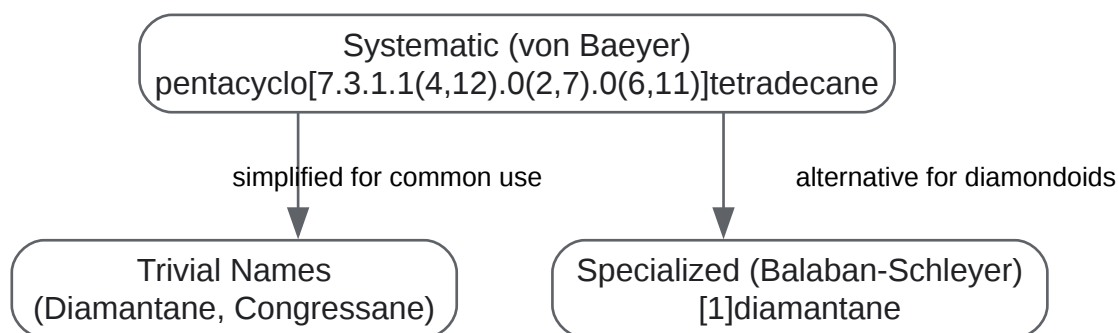 Systematic (von Baeyer)
pentacyclo[7.3.1.1(4,12).0(2,7).0(6,11)]tetradecane
simplified for common use
alternative for diamondoids
Trivial Names
(Diamantane, Congressane)
Specialized (Balaban-Schleyer)
[1]diamantane